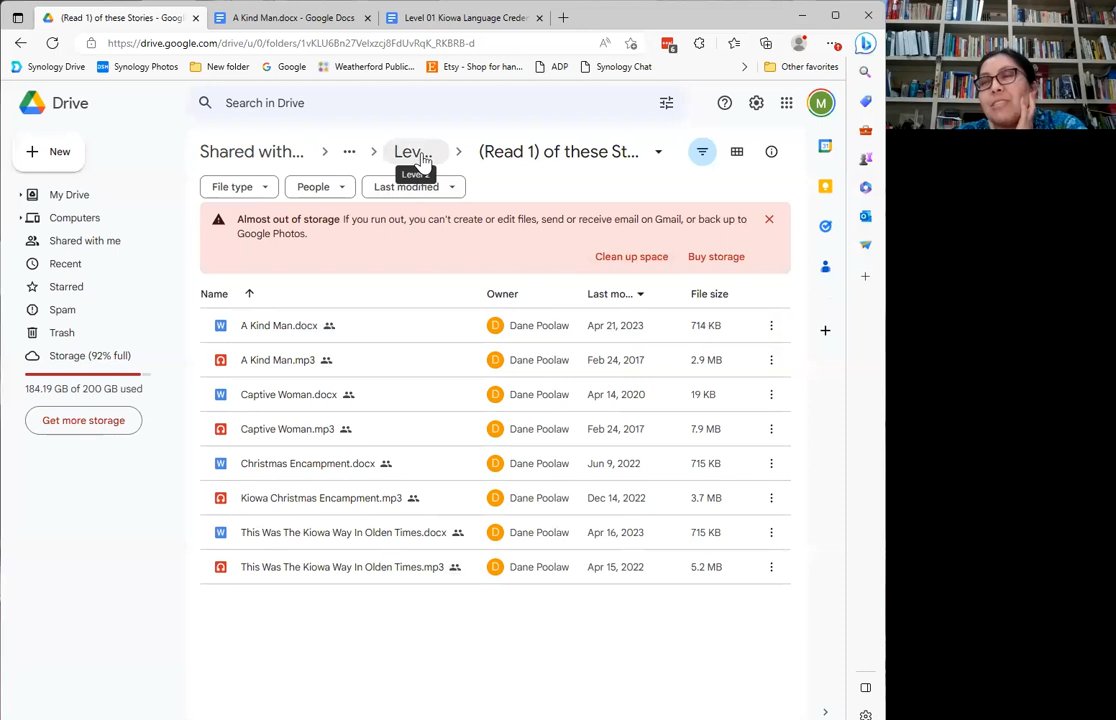 (Read 1) of these Stories - Googl
A Kind Man.docx - Google Docs
Level 01 Kiowa Language Creder
https://drive.google.com/drive/u/0/folders/1vKLU6Bn27Velxzcj8FdUvRqK_RKBRB-d
Synology Drive
DSM Synology Photos
New folder
Google
Weatherford Public...
Etsy - Shop for han...
ADP
Synology Chat
Other favorites
Drive
Search in Drive
M
New
Shared with...
...
Lev...
(Read 1) of these St...
Level 2
File type
People
Last modified
My Drive
Computers
Shared with me
Recent
Starred
Spam
Trash
Storage (92% full)
184.19 GB of 200 GB used
Get more storage
Almost out of storage If you run out, you can't create or edit files, send or receive email on Gmail, or back up to
Google Photos.
Clean up space
Buy storage
Name Owner Last mo... File size
A Kind Man.docx D Dane Poolaw Apr 21, 2023 714 KB
A Kind Man.mp3 D Dane Poolaw Feb 24, 2017 2.9 MB
Captive Woman.docx D Dane Poolaw Apr 14, 2020 19 KB
Captive Woman.mp3 D Dane Poolaw Feb 24, 2017 7.9 MB
Christmas Encampment.docx D Dane Poolaw Jun 9, 2022 715 KB
Kiowa Christmas Encampment.mp3 D Dane Poolaw Dec 14, 2022 3.7 MB
This Was The Kiowa Way In Olden Times.docx D Dane Poolaw Apr 16, 2023 715 KB
This Was The Kiowa Way In Olden Times.mp3 D Dane Poolaw Apr 15, 2022 5.2 MB